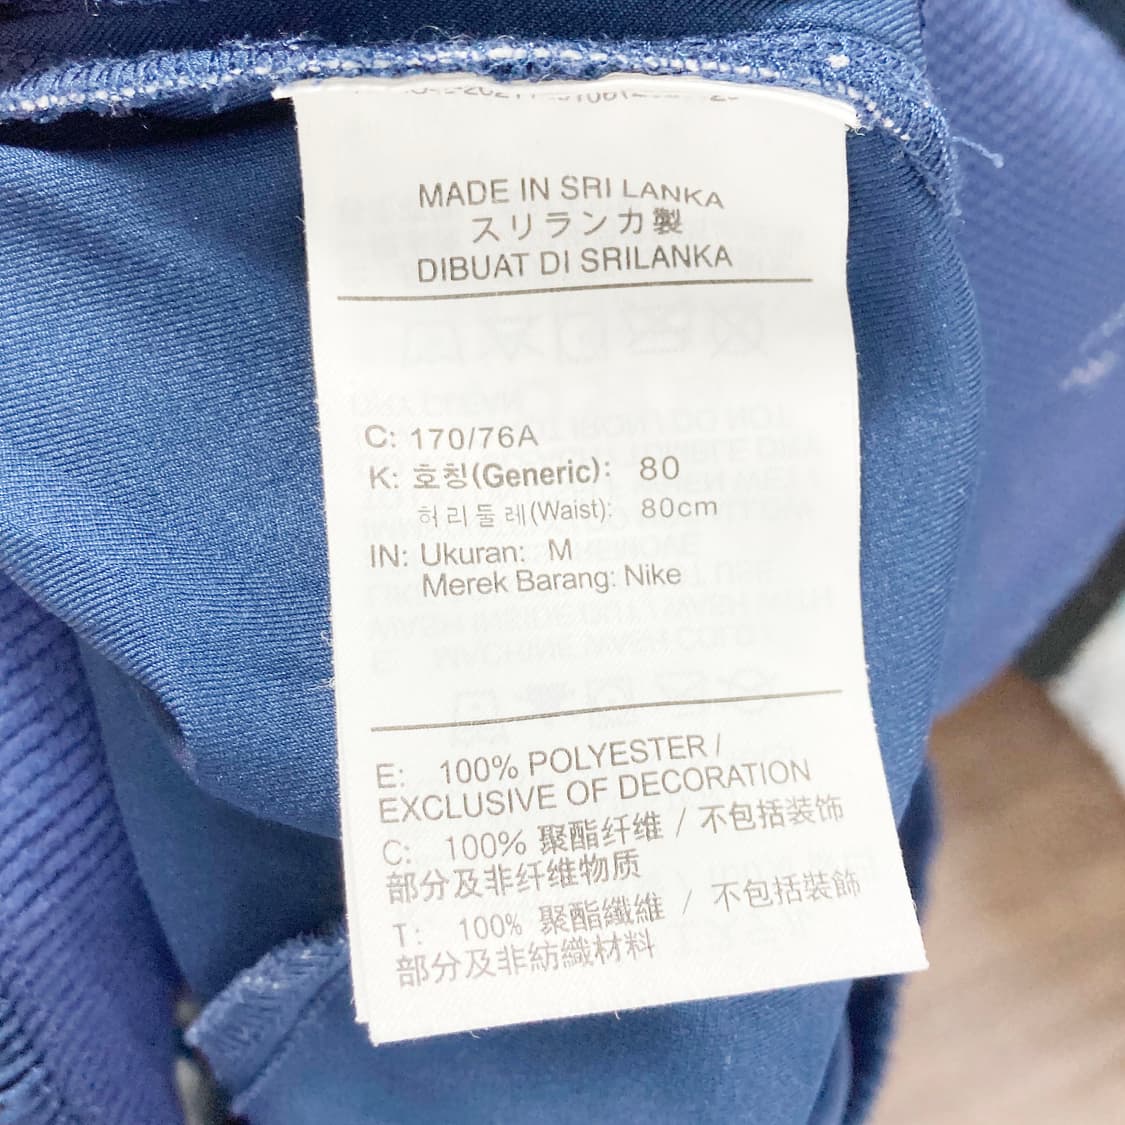 MADE IN SRI LANKA
スリランカ製
DIBUAT DI SRILANKA
C: 170/76A
K: 호칭(Generic): 80
허리둘레(Waist): 80cm
IN: Ukuran: M
Merek Barang: Nike
E: 100% POLYESTER /
EXCLUSIVE OF DECORATION
C: 100% 聚酯纤维 / 不包括装饰
部分及非纤维物质
T: 100% 聚酯纖維 / 不包括裝飾
部分及非紡織材料